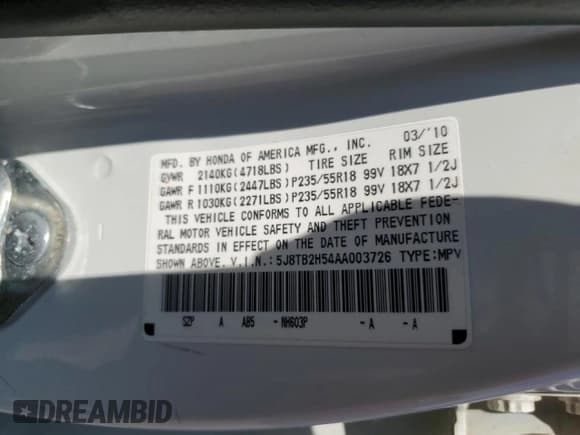 MFD. BY HONDA OF AMERICA MFG., INC. 03/'10
GVWR 2140KG(4718LBS) TIRE SIZE RIM SIZE
GAWR F 1110KG(2447LBS)P235/55R18 99V 18X7 1/2J
GAWR R 1030KG(2271LBS)P235/55R18 99V 18X7 1/2J
THIS VEHICLE CONFORMS TO ALL APPLICABLE FEDE-
RAL MOTOR VEHICLE SAFETY AND THEFT PREVENTION
STANDARDS IN EFFECT ON THE DATE OF MANUFACTURE
SHOWN ABOVE. V.I.N.:5J8TB2H54AA003726 TYPE:MPV
SZP A AB5 - NH603P - A - A
DREAMBID